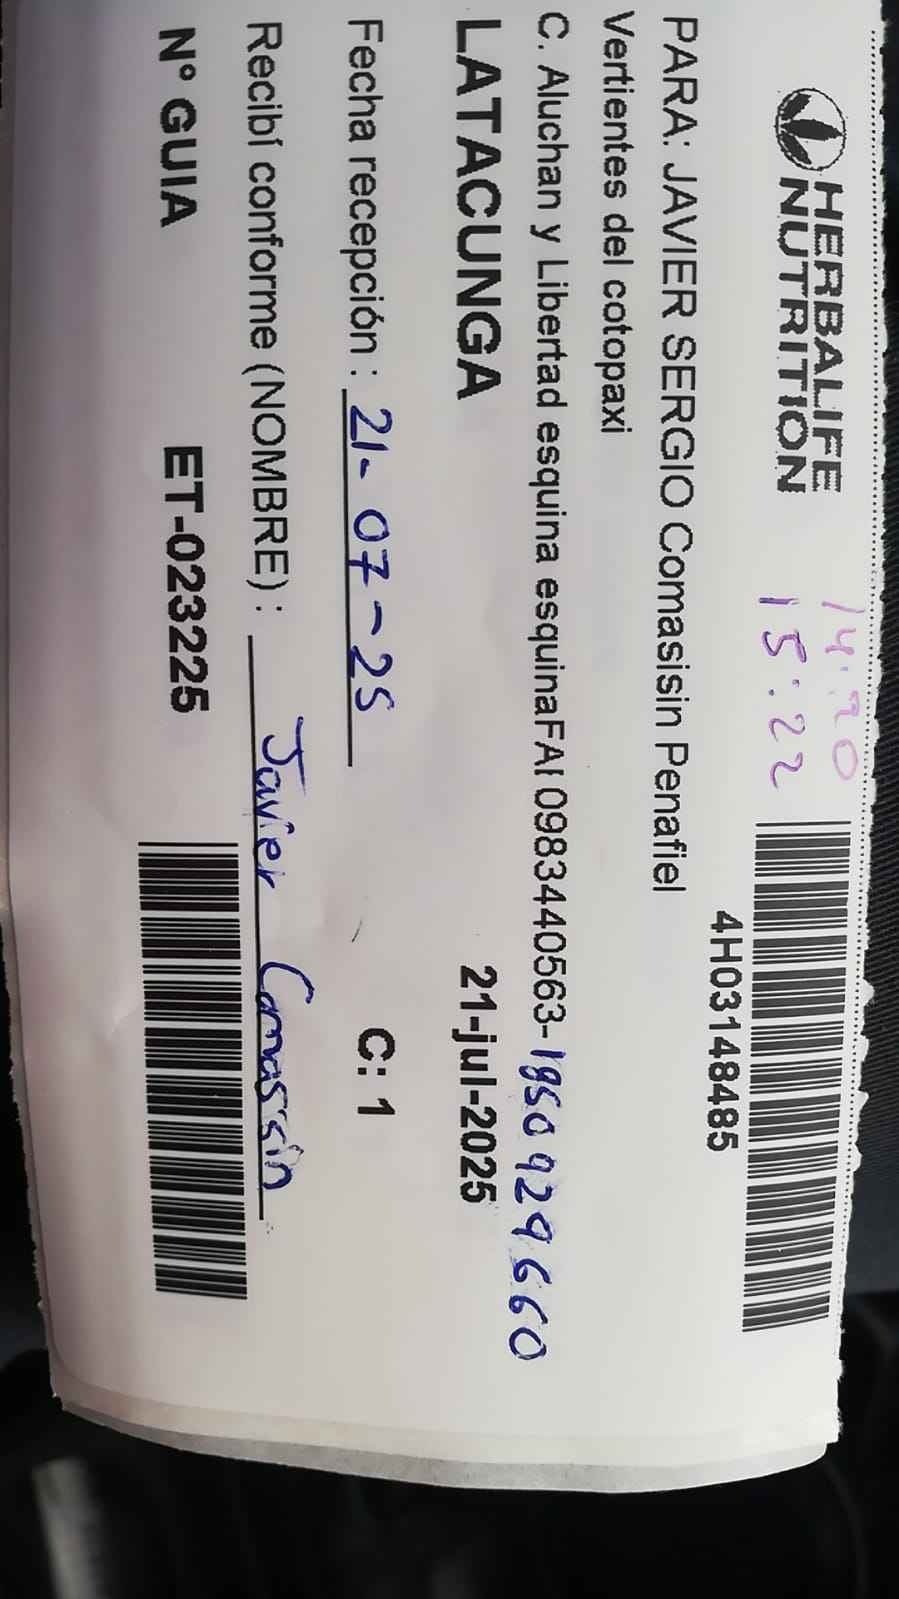 HERBALIFE
NUTRITION
14:20
15:22
4H03148485
PARA: JAVIER SERGIO Comasisin Penafiel
Vertientes del cotopaxi
C. Aluchan y Libertad esquina esquinaFAI 0983440563-
LATACUNGA 21-jul-2025
Fecha recepción : 21-07-25 C: 1
Recibí conforme (NOMBRE) : Javier Comasisin
N° GUIA ET-023225